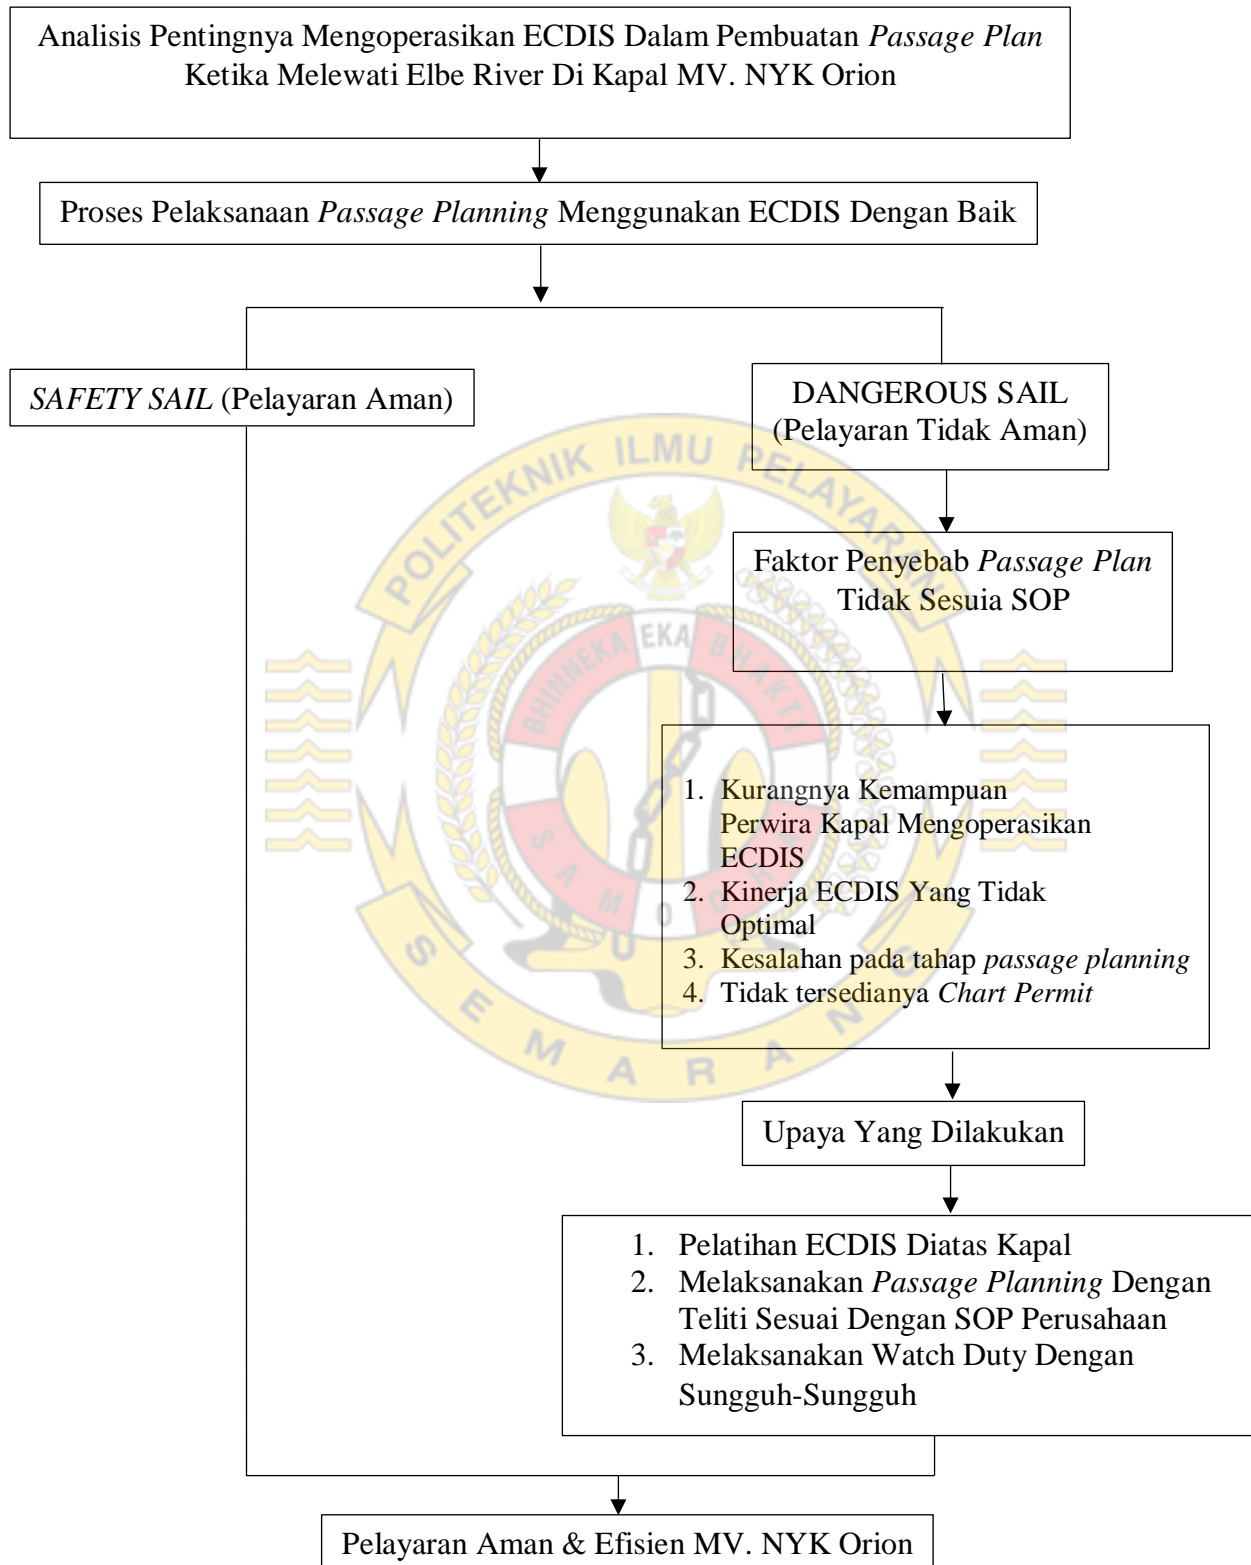 Analisis Pentingnya Mengoperasikan ECDIS Dalam Pembuatan Passage Plan
Ketika Melewati Elbe River Di Kapal MV. NYK Orion
Proses Pelaksanaan Passage Planning Menggunakan ECDIS Dengan Baik
SAFETY SAIL (Pelayaran Aman)
DANGEROUS SAIL
(Pelayaran Tidak Aman)
POLITEKNIK ILMU PELAYARAN
Faktor Penyebab Passage Plan
Tidak Sesuia SOP
BHINNEKA EKA BHAKTI
1. Kurangnya Kemampuan
Perwira Kapal Mengoperasikan
ECDIS
2. Kinerja ECDIS Yang Tidak
Optimal
3. Kesalahan pada tahap passage planning
4. Tidak tersedianya Chart Permit
SAMODRA
SEMARANG
Upaya Yang Dilakukan
1. Pelatihan ECDIS Diatas Kapal
2. Melaksanakan Passage Planning Dengan
Teliti Sesuai Dengan SOP Perusahaan
3. Melaksanakan Watch Duty Dengan
Sungguh-Sungguh
Pelayaran Aman & Efisien MV. NYK Orion